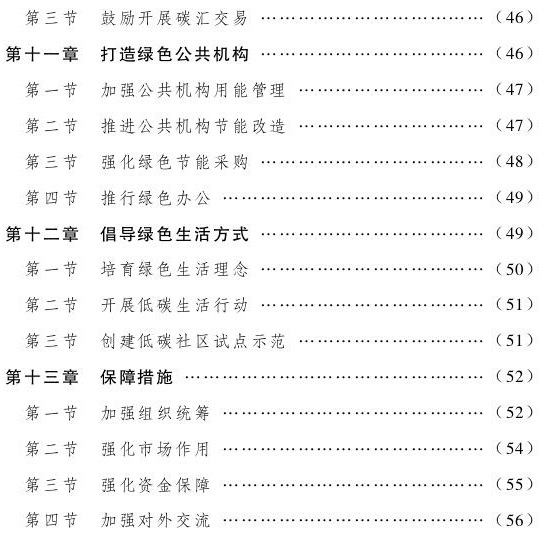 第三节 鼓励开展碳汇交易 ……………………………（46）
第十一章 打造绿色公共机构 ……………………………（46）
第一节 加强公共机构用能管理 …………………………（47）
第二节 推进公共机构节能改造 …………………………（47）
第三节 强化绿色节能采购 ……………………………（48）
第四节 推行绿色办公 …………………………………（49）
第十二章 倡导绿色生活方式 ……………………………（49）
第一节 培育绿色生活理念 ……………………………（50）
第二节 开展低碳生活行动 ……………………………（51）
第三节 创建低碳社区试点示范 …………………………（51）
第十三章 保障措施 ……………………………………（52）
第一节 加强组织统筹 …………………………………（52）
第二节 强化市场作用 …………………………………（54）
第三节 强化资金保障 …………………………………（55）
第四节 加强对外交流 …………………………………（56）